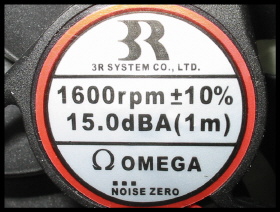 3R
3R SYSTEM CO., LTD.
1600rpm ±10%
15.0dBA(1m)
Ω OMEGA
NOISE ZERO